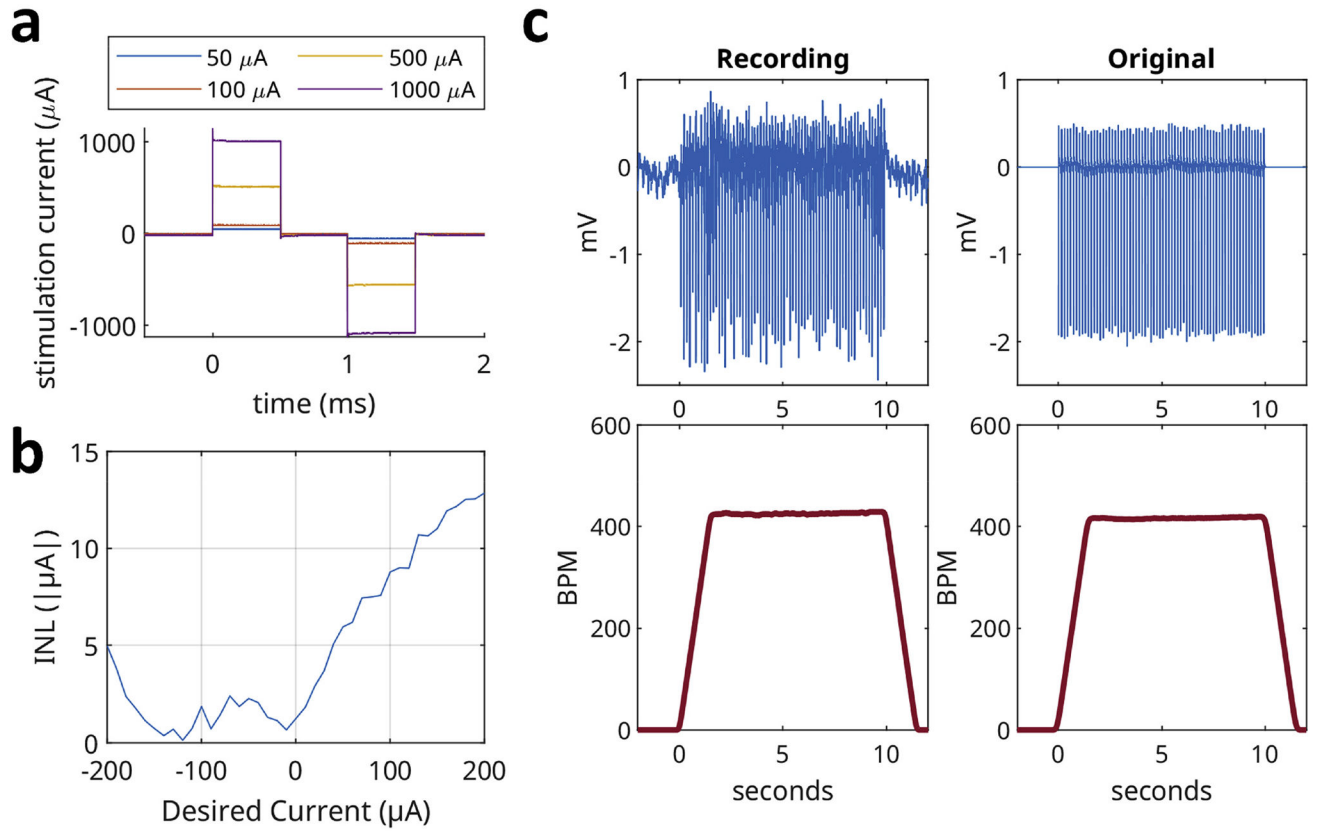 a
50 μA
500 μA
100 μA
1000 μA
stimulation current (μA)
1000
0
-1000
0
1
2
time (ms)
b
INL (|μA|)
15
10
5
0
-200
-100
0
100
200
Desired Current (μA)
c
Recording
Original
mV
1
0
-1
-2
0
5
10
mV
1
0
-1
-2
0
5
10
BPM
600
400
200
0
0
5
10
seconds
BPM
600
400
200
0
0
5
10
seconds